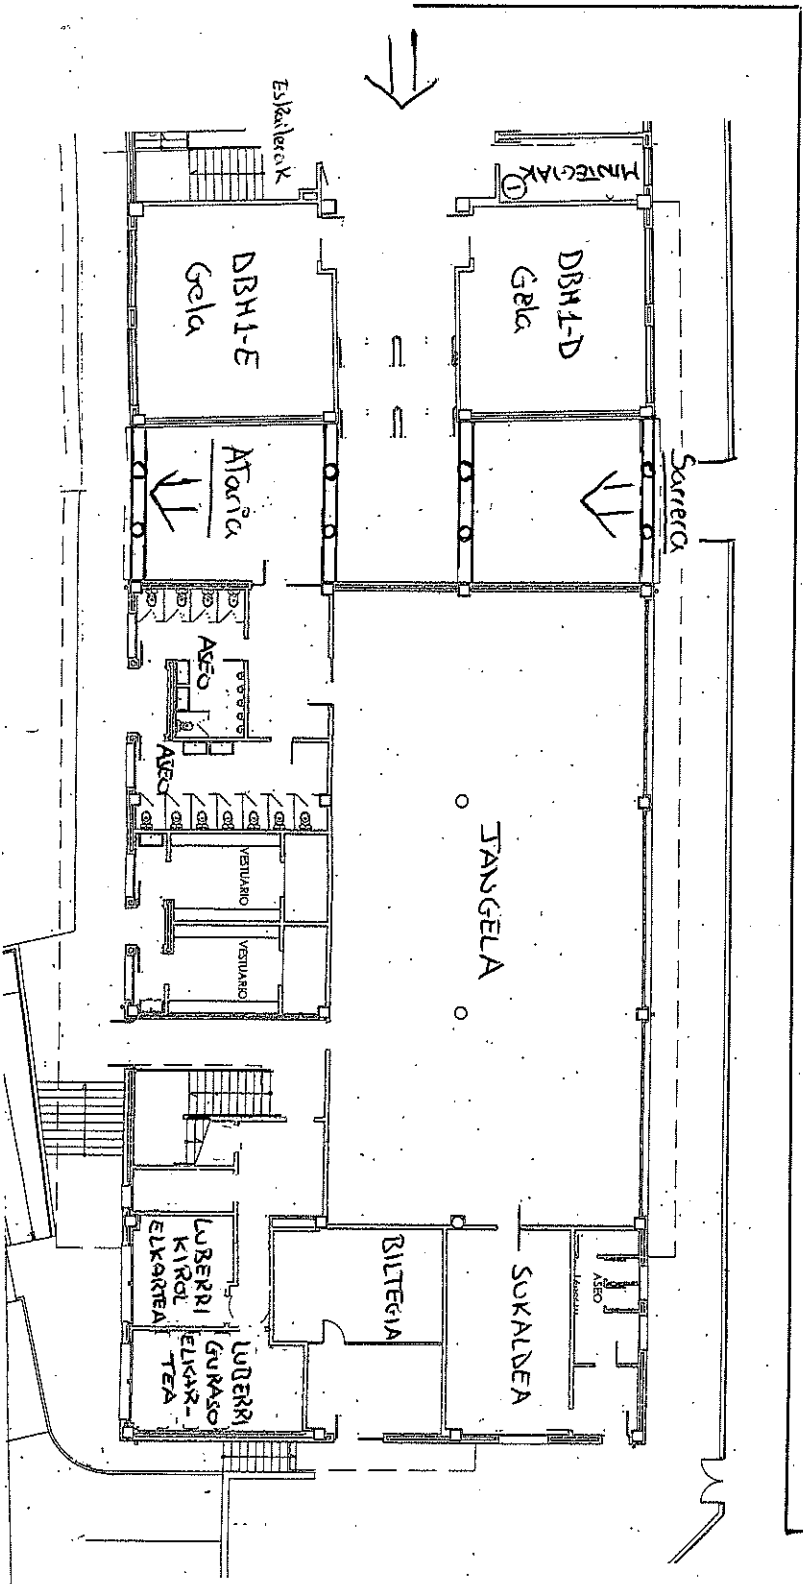 Eskailerak
MINTEGIAK
1
DBH1-E
Gela
DBH1-D
Gela
ATaria
Sarrera
ASEO
ASEO
VESTUARIO
VESTUARIO
JANGELA
LUBERRI
KIROL
ELKARTEA
LUBERRI
GURASO
ELKAR-
TEA
BILTEGIA
SUKALDEA
ASEO